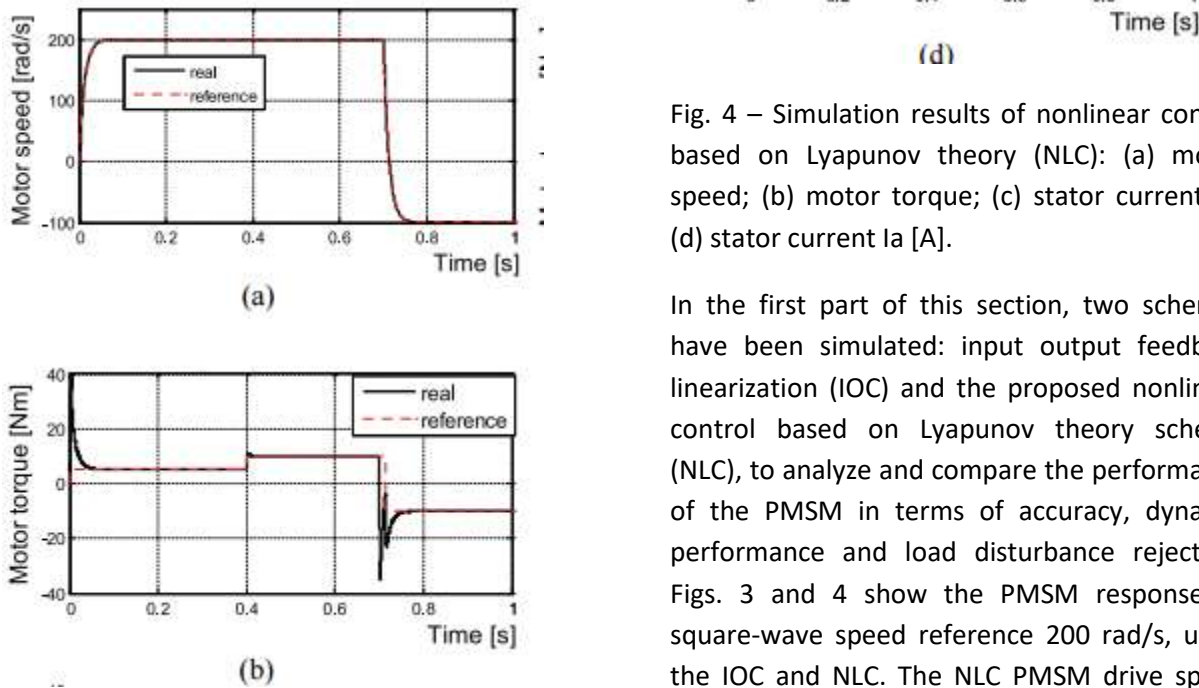 Motor speed [rad/s]
200
100
0
-100
real
reference
0 0.2 0.4 0.6 0.8 1
Time [s]
(a)
Motor torque [Nm]
40
20
0
-20
-40
real
reference
0 0.2 0.4 0.6 0.8 1
Time [s]
(b)
Time [s]
(d)
Fig. 4 – Simulation results of nonlinear con
based on Lyapunov theory (NLC): (a) m
speed; (b) motor torque; (c) stator current
(d) stator current Ia [A].
In the first part of this section, two sche
have been simulated: input output feedb
linearization (IOC) and the proposed nonlin
control based on Lyapunov theory sche
(NLC), to analyze and compare the performa
of the PMSM in terms of accuracy, dyna
performance and load disturbance reject
Figs. 3 and 4 show the PMSM response
square-wave speed reference 200 rad/s, u
the IOC and NLC. The NLC PMSM drive sp